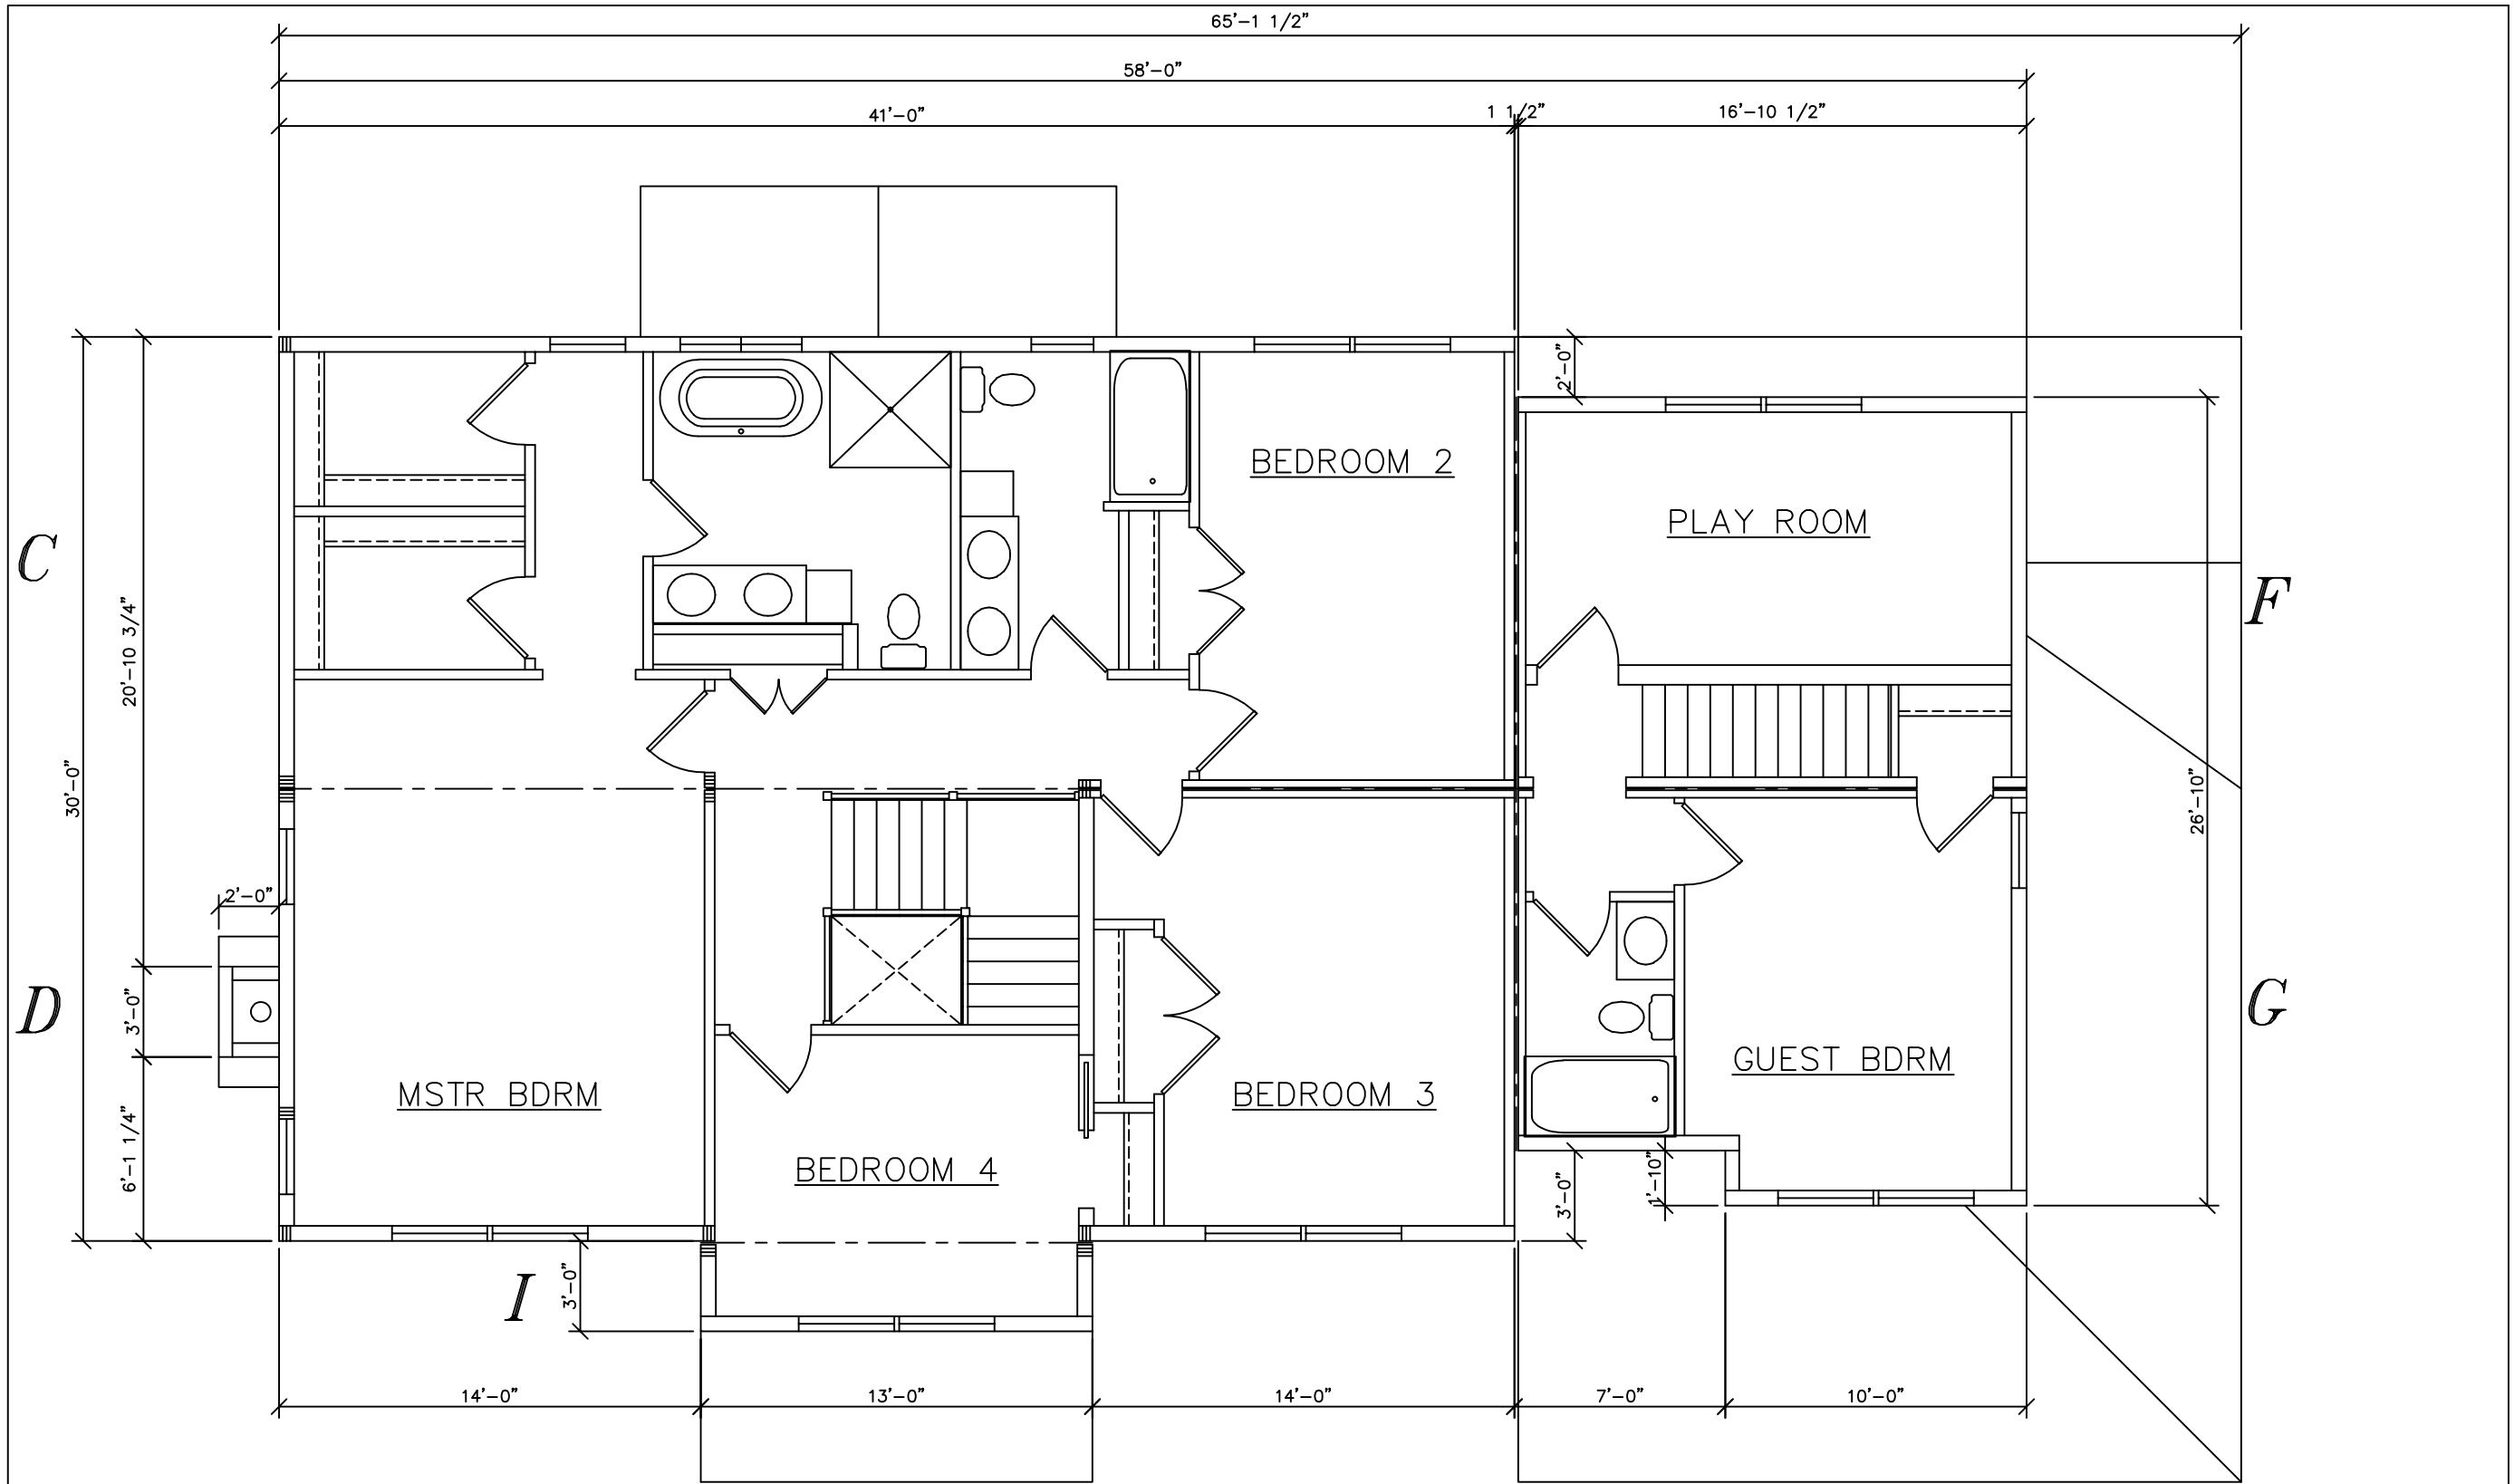 65'-1 1/2"
58'-0"
41'-0"
1 1/2"
16'-10 1/2"
2'-0"
BEDROOM 2
PLAY ROOM
C
F
20'-10 3/4"
30'-0"
26'-10"
2'-0"
D
3'-0"
G
MSTR BDRM
BEDROOM 3
GUEST BDRM
6'-1 1/4"
BEDROOM 4
3'-0"
1'-10"
I
3'-0"
14'-0"
13'-0"
14'-0"
7'-0"
10'-0"